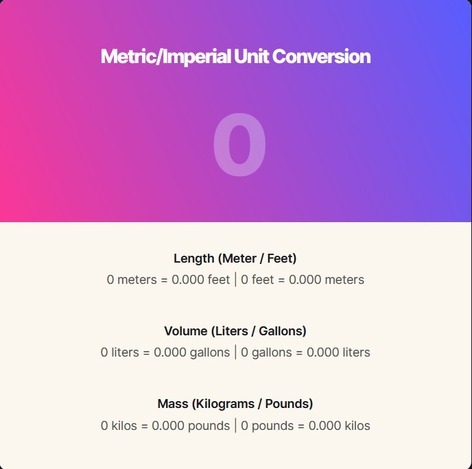 Metric/Imperial Unit Conversion
0
Length (Meter / Feet)
0 meters = 0.000 feet | 0 feet = 0.000 meters
Volume (Liters / Gallons)
0 liters = 0.000 gallons | 0 gallons = 0.000 liters
Mass (Kilograms / Pounds)
0 kilos = 0.000 pounds | 0 pounds = 0.000 kilos